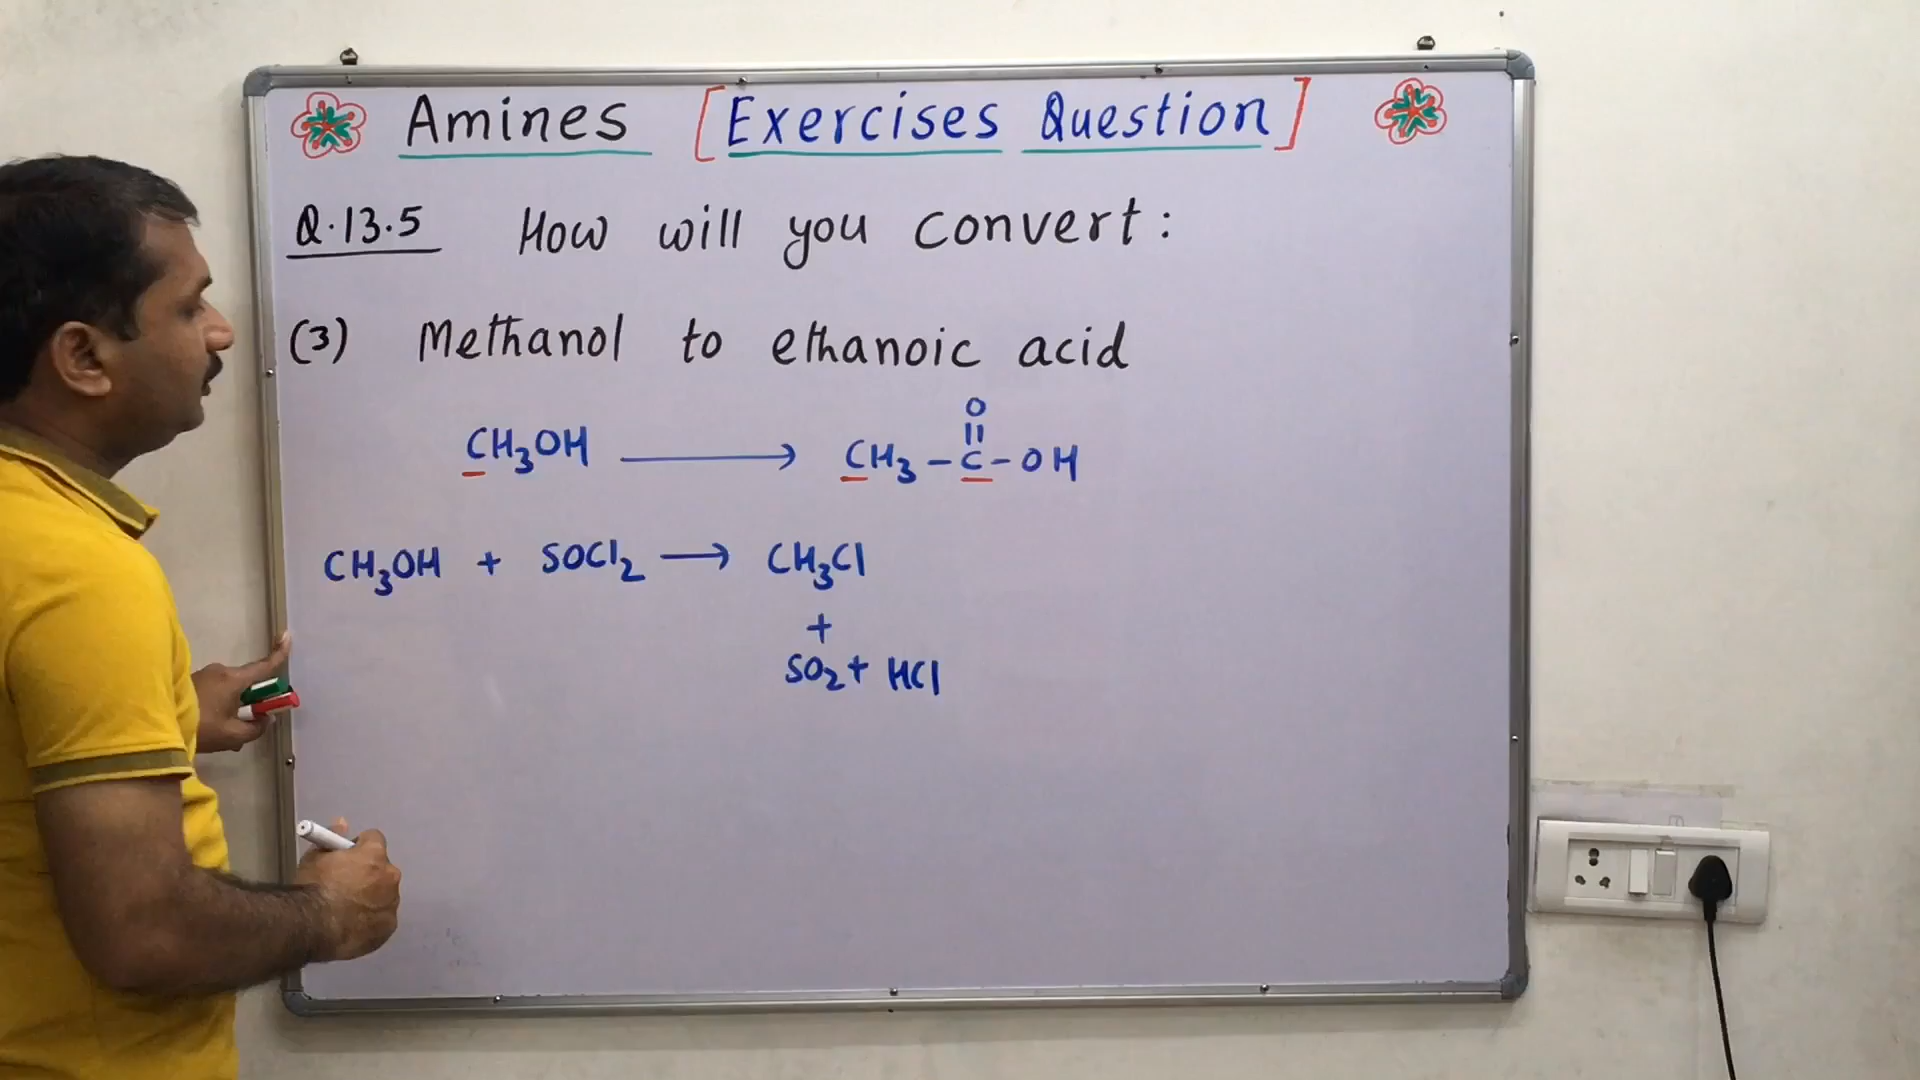 Amines [Exercises Question]
Q.13.5 How will you convert:
(3) Methanol to ethanoic acid
O
||
CH₃OH ⟶ CH₃ – C – OH
CH₃OH + SOCl₂ ⟶ CH₃Cl
+
SO₂ + HCl